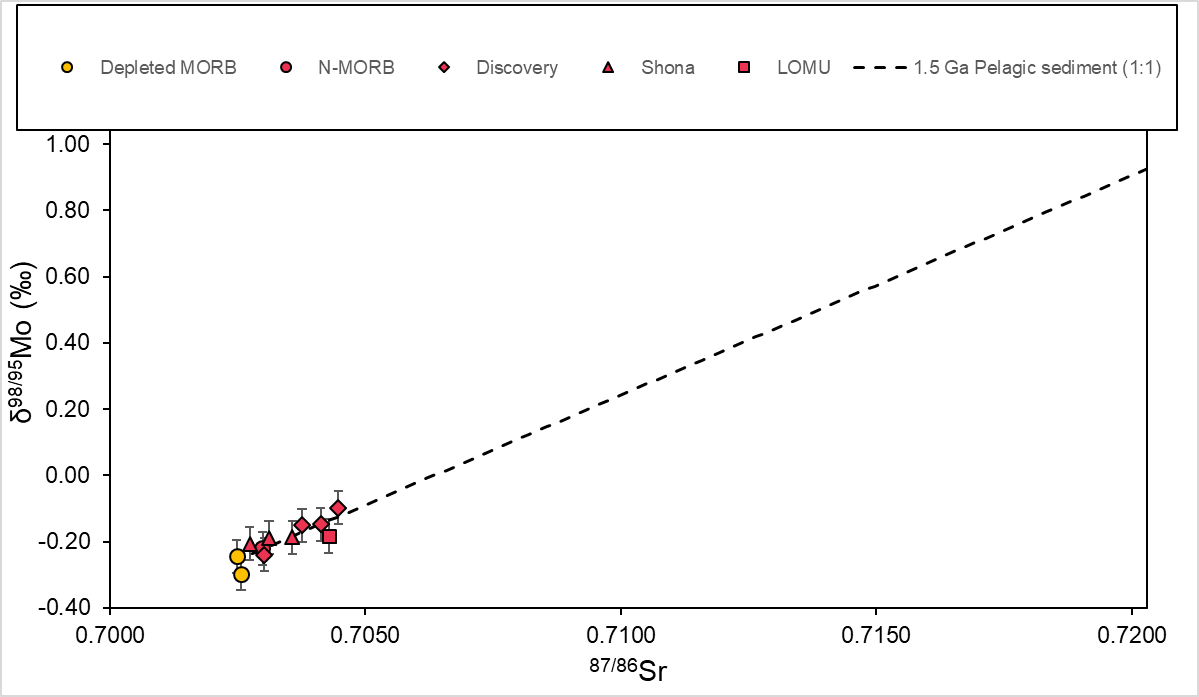 Depleted MORB N-MORB Discovery Shona LOMU 1.5 Ga Pelagic sediment (1:1)
1.00
0.80
0.60
0.40
0.20
0.00
-0.20
-0.40
δ98/95Mo (‰)
0.7000 0.7050 0.7100 0.7150 0.7200
87/86Sr